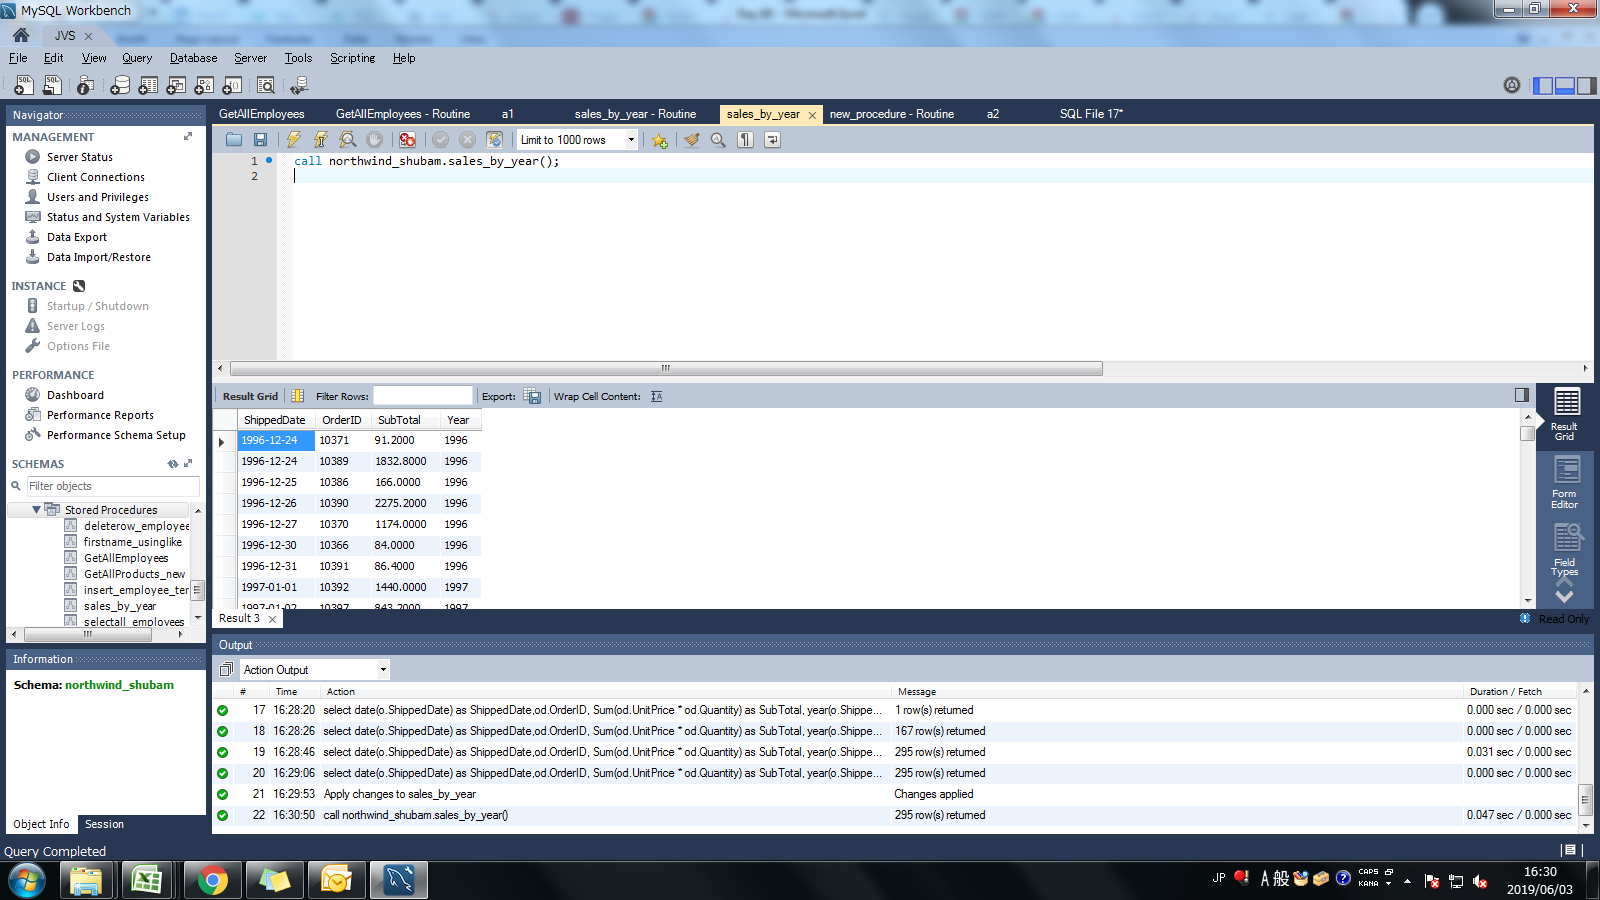 MySQL Workbench
JVS
File Edit View Query Database Server Tools Scripting Help
Navigator
MANAGEMENT
Server Status
Client Connections
Users and Privileges
Status and System Variables
Data Export
Data Import/Restore
INSTANCE
Startup / Shutdown
Server Logs
Options File
PERFORMANCE
Dashboard
Performance Reports
Performance Schema Setup
SCHEMAS
Filter objects
Stored Procedures
deleterow_employee
firstname_usinglike
GetAllEmployees
GetAllProducts_new
insert_employee_ter
sales_by_year
selectall_employees
Information
Schema: northwind_shubam
Object Info Session
Query Completed
GetAllEmployees GetAllEmployees - Routine a1 sales_by_year - Routine sales_by_year new_procedure - Routine a2 SQL File 17*
Limit to 1000 rows
1 call northwind_shubam.sales_by_year();
2
Result Grid Filter Rows: Export: Wrap Cell Content:
ShippedDate OrderID SubTotal Year
1996-12-24 10371 91.2000 1996
1996-12-24 10389 1832.8000 1996
1996-12-25 10386 166.0000 1996
1996-12-26 10390 2275.2000 1996
1996-12-27 10370 1174.0000 1996
1996-12-30 10366 84.0000 1996
1996-12-31 10391 86.4000 1996
1997-01-01 10392 1440.0000 1997
1997-01-02 10397 843.2000 1997
Result Grid
Form Editor
Field Types
Result 3
Read Only
Output
Action Output
# Time Action Message Duration / Fetch
17 16:28:20 select date(o.ShippedDate) as ShippedDate,od.OrderID, Sum(od.UnitPrice * od.Quantity) as SubTotal, year(o.Shippe... 1 row(s) returned 0.000 sec / 0.000 sec
18 16:28:26 select date(o.ShippedDate) as ShippedDate,od.OrderID, Sum(od.UnitPrice * od.Quantity) as SubTotal, year(o.Shippe... 167 row(s) returned 0.000 sec / 0.000 sec
19 16:28:46 select date(o.ShippedDate) as ShippedDate,od.OrderID, Sum(od.UnitPrice * od.Quantity) as SubTotal, year(o.Shippe... 295 row(s) returned 0.031 sec / 0.000 sec
20 16:29:06 select date(o.ShippedDate) as ShippedDate,od.OrderID, Sum(od.UnitPrice * od.Quantity) as SubTotal, year(o.Shippe... 295 row(s) returned 0.000 sec / 0.000 sec
21 16:29:53 Apply changes to sales_by_year Changes applied
22 16:30:50 call northwind_shubam.sales_by_year() 295 row(s) returned 0.047 sec / 0.000 sec
JP A 般 CAPS KANA
16:30
2019/06/03